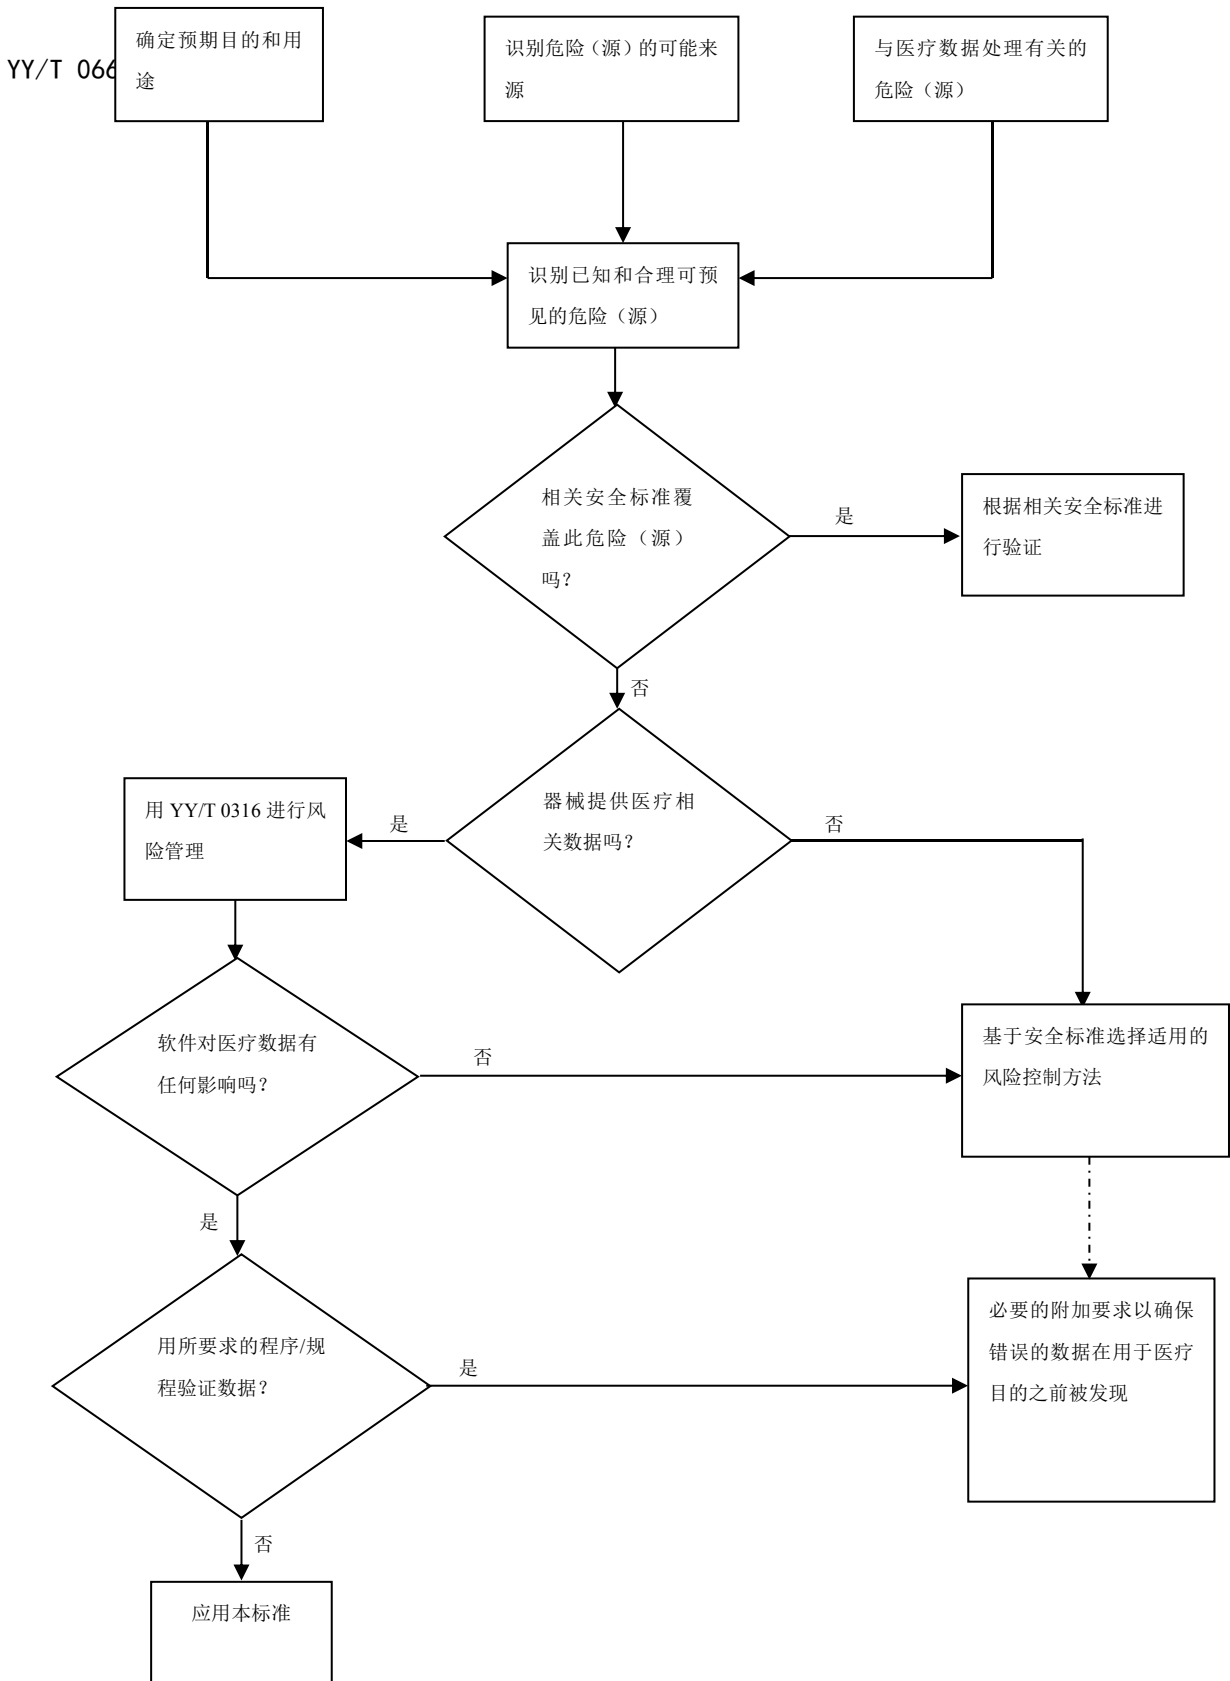 确定预期目的和用
途
识别危险（源）的可能来
源
与医疗数据处理有关的
危险（源）
YY/T 066
识别已知和合理可预
见的危险（源）
相关安全标准覆
盖此危险（源）
吗？
是
根据相关安全标准进
行验证
否
器械提供医疗相
关数据吗？
是
否
用 YY/T 0316 进行风
险管理
软件对医疗数据有
任何影响吗？
否
基于安全标准选择适用的
风险控制方法
是
用所要求的程序/规
程验证数据？
是
必要的附加要求以确保
错误的数据在用于医疗
目的之前被发现
否
应用本标准